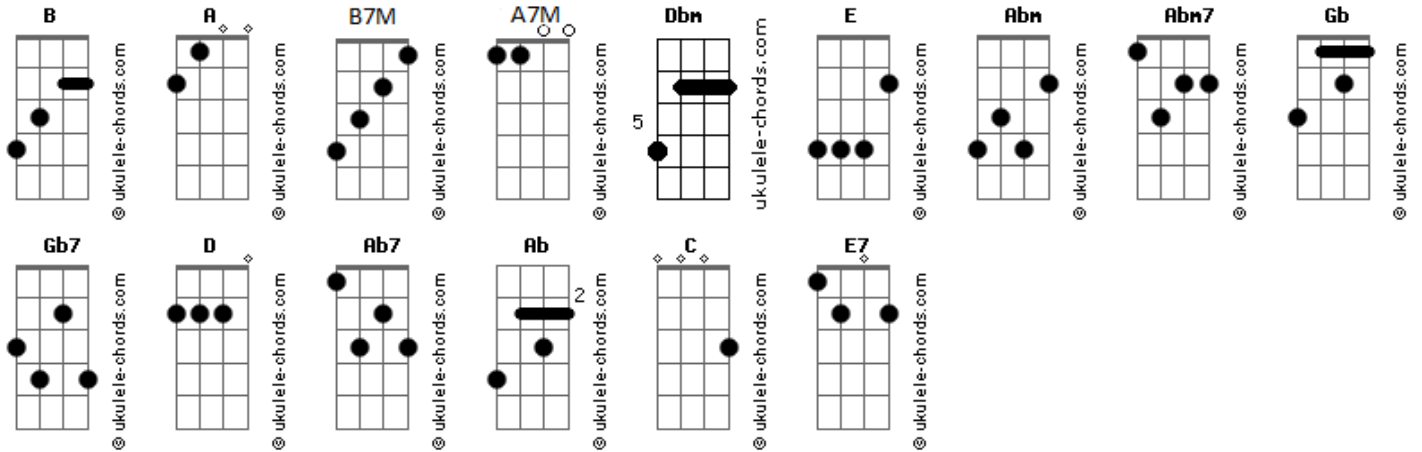 B A B7M A7M Dbm E Abm Abm7 Gb
5
© ukulele-chords.com © ukulele-chords.com © ukulele-chords.com © ukulele-chords.com ukulele-chords.com © ukulele-chords.com © ukulele-chords.com © ukulele-chords.com © ukulele-chords.com
Gb7 D Ab7 Ab C E7
2
© ukulele-chords.com © ukulele-chords.com © ukulele-chords.com © ukulele-chords.com © ukulele-chords.com © ukulele-chords.com